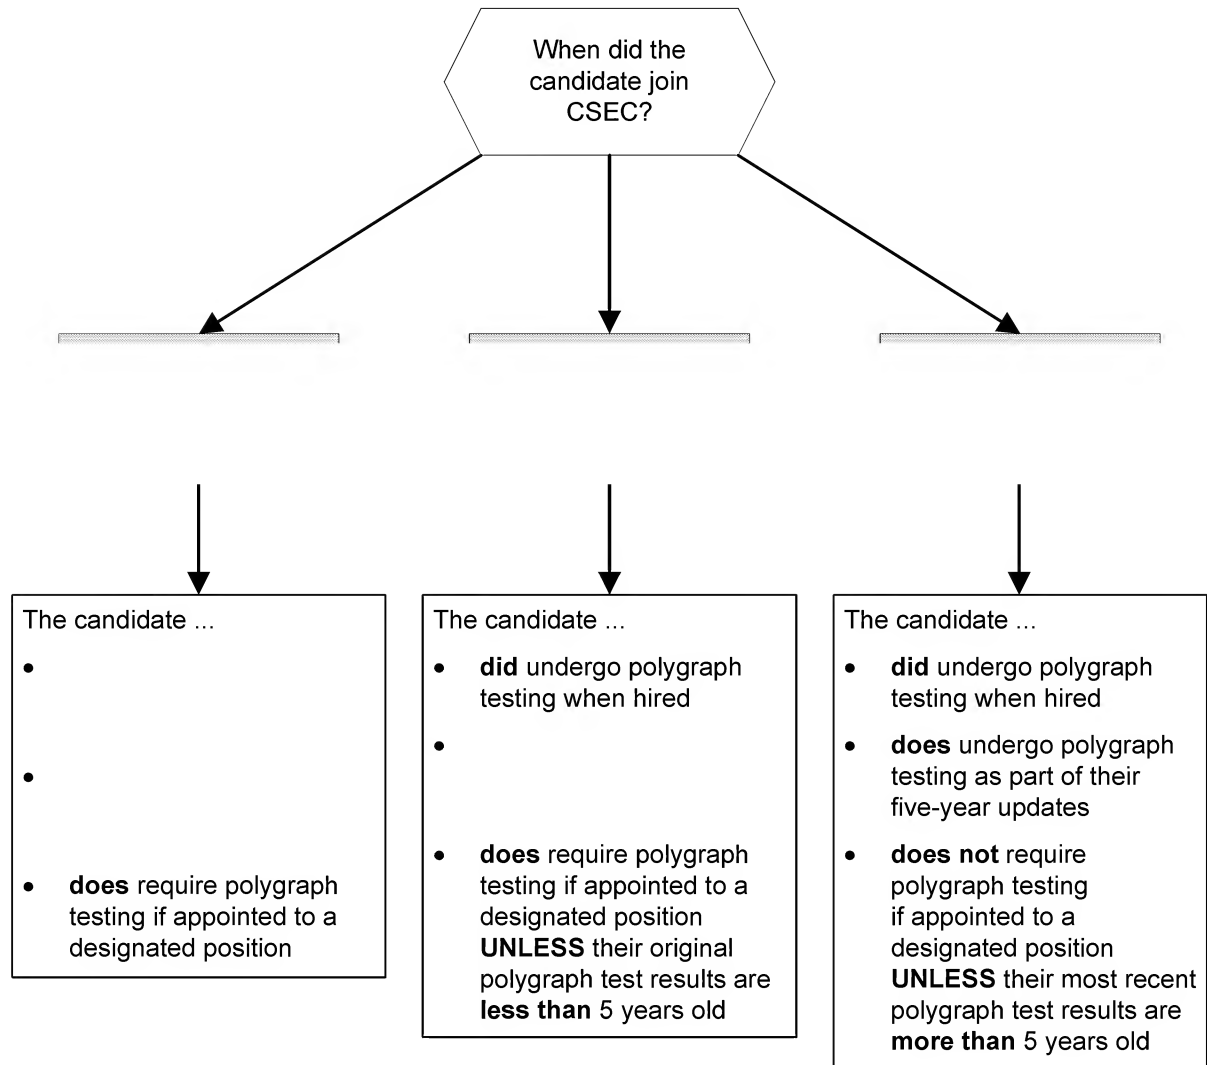 When did the
candidate join
CSEC?
The candidate ...
•
•
• does require polygraph
testing if appointed to a
designated position
The candidate ...
• did undergo polygraph
testing when hired
•
• does require polygraph
testing if appointed to a
designated position
UNLESS their original
polygraph test results are
less than 5 years old
The candidate ...
• did undergo polygraph
testing when hired
• does undergo polygraph
testing as part of their
five-year updates
• does not require
polygraph testing
if appointed to a
designated position
UNLESS their most recent
polygraph test results are
more than 5 years old